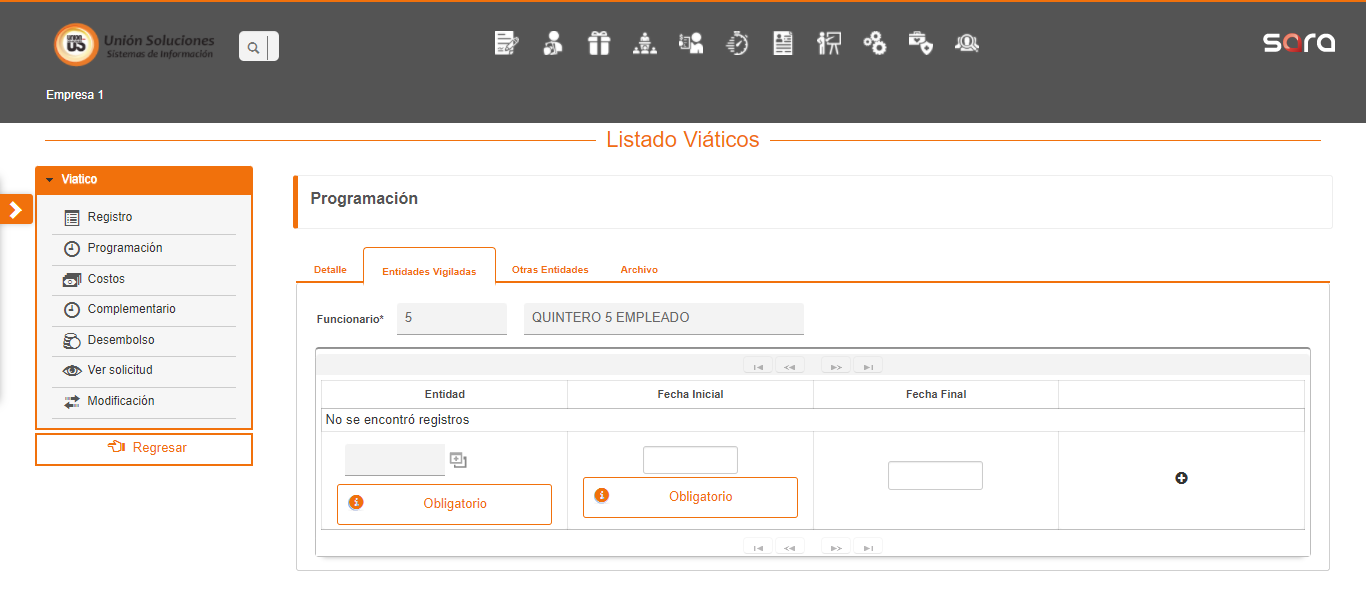 UNION
US
Unión Soluciones
Sistemas de Información
sara
Empresa 1
Listado Viáticos
Viatico
Registro
Programación
Costos
Complementario
Desembolso
Ver solicitud
Modificación
Regresar
Programación
Detalle
Entidades Vigiladas
Otras Entidades
Archivo
Funcionario* 5 QUINTERO 5 EMPLEADO
Entidad Fecha Inicial Fecha Final
No se encontró registros
Obligatorio
Obligatorio